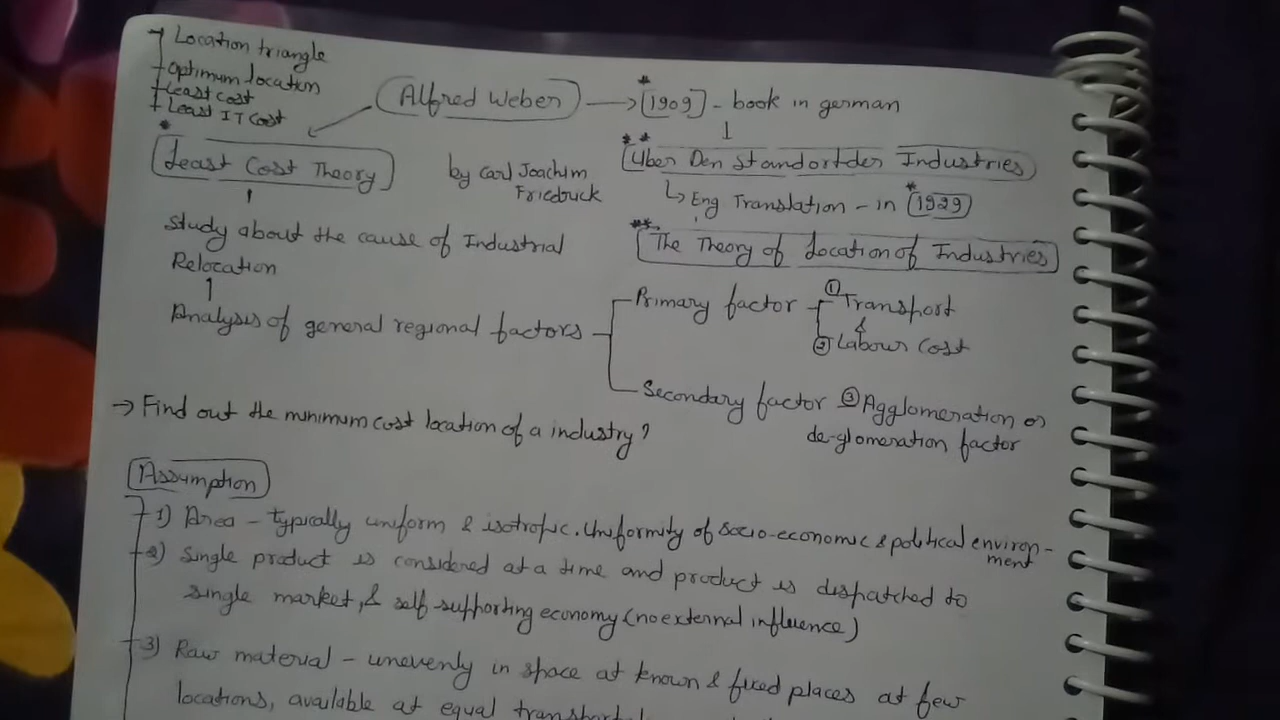 Location triangle
Optimum location
Least cost
Least IT cost
Alfred Weber → [1909] - book in german
Least Cost Theory
by Carl Joachim
Friedruck
Uber Den Standortder Industries
↳ Eng. Translation - in 1929
The Theory of Location of Industries
Study about the cause of Industrial
Relocation
Analysis of general regional factors
Primary factor ① Transport
&
② Labour cost
Secondary factor ③ Agglomeration or
de-glomeration factor
→ Find out the minimum cost location of a industry?
Assumption
1) Area - typically uniform & isotropic. Uniformity of socio-economic & political environ-
ment
2) Single product is considered at a time and product is dispatched to
single market, & self supporting economy (no external influence)
3) Raw material - unevenly in space at known & fixed places at few
locations, available at equal transport